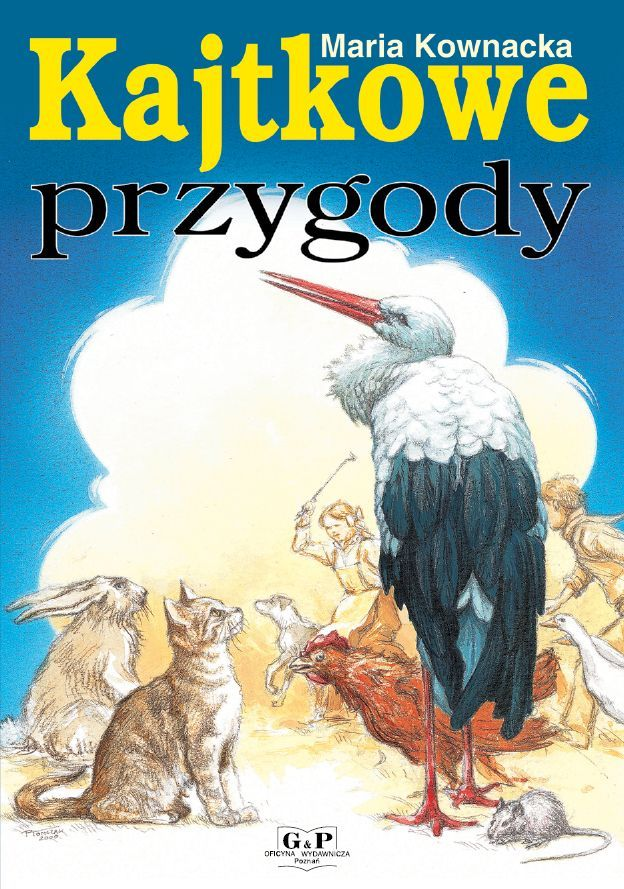 Maria Kownacka
Kajtkowe
przygody
G&P
OFICYNA WYDAWNICZA
Poznań